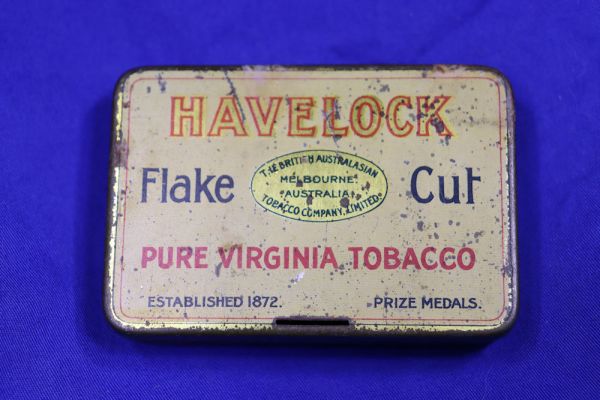 HAVELOCK
Flake Cut
THE BRITISH AUSTRALASIAN
MELBOURNE
AUSTRALIA
TOBACCO COMPANY, LIMITED.
PURE VIRGINIA TOBACCO
ESTABLISHED 1872. PRIZE MEDALS.